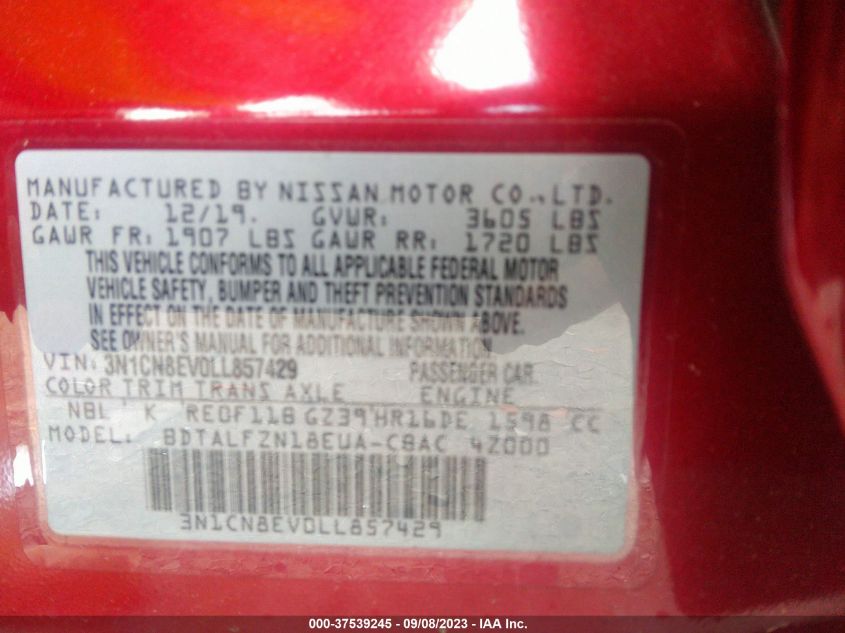 MANUFACTURED BY NISSAN MOTOR CO., LTD.
DATE: 12/19. GVWR: 3605 LBS
GAWR FR: 1907 LBS GAWR RR: 1720 LBS
THIS VEHICLE CONFORMS TO ALL APPLICABLE FEDERAL MOTOR
VEHICLE SAFETY, BUMPER AND THEFT PREVENTION STANDARDS
IN EFFECT ON THE DATE OF MANUFACTURE SHOWN ABOVE.
SEE OWNER'S MANUAL FOR ADDITIONAL INFORMATION
VIN: 3N1CN8EV0LL857429 PASSENGER CAR
COLOR TRIM TRANS AXLE ENGINE
NBL K RE0F11B GZ39 HR16DE 1598 CC
MODEL: BDTALFZN18EUA-CBAC 4Z000
3N1CN8EV0LL857429
000-37539245 - 09/08/2023 - IAA Inc.